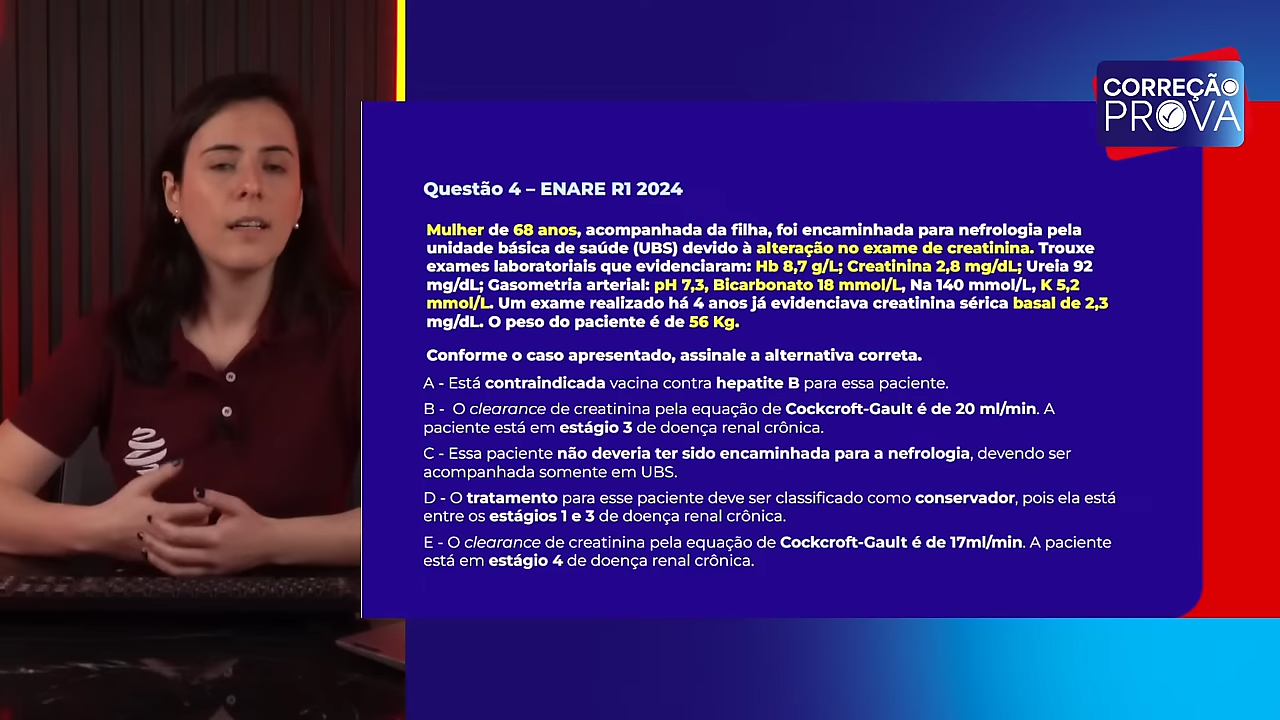 CORREÇÃO
PROVA
Questão 4 – ENARE R1 2024
Mulher de 68 anos, acompanhada da filha, foi encaminhada para nefrologia pela
unidade básica de saúde (UBS) devido à alteração no exame de creatinina. Trouxe
exames laboratoriais que evidenciaram: Hb 8,7 g/L; Creatinina 2,8 mg/dL; Ureia 92
mg/dL; Gasometria arterial: pH 7,3, Bicarbonato 18 mmol/L, Na 140 mmol/L, K 5,2
mmol/L. Um exame realizado há 4 anos já evidenciava creatinina sérica basal de 2,3
mg/dL. O peso do paciente é de 56 Kg.
Conforme o caso apresentado, assinale a alternativa correta.
A - Está contraindicada vacina contra hepatite B para essa paciente.
B - O clearance de creatinina pela equação de Cockcroft-Gault é de 20 ml/min. A
paciente está em estágio 3 de doença renal crônica.
C - Essa paciente não deveria ter sido encaminhada para a nefrologia, devendo ser
acompanhada somente em UBS.
D - O tratamento para esse paciente deve ser classificado como conservador, pois ela está
entre os estágios 1 e 3 de doença renal crônica.
E - O clearance de creatinina pela equação de Cockcroft-Gault é de 17ml/min. A paciente
está em estágio 4 de doença renal crônica.